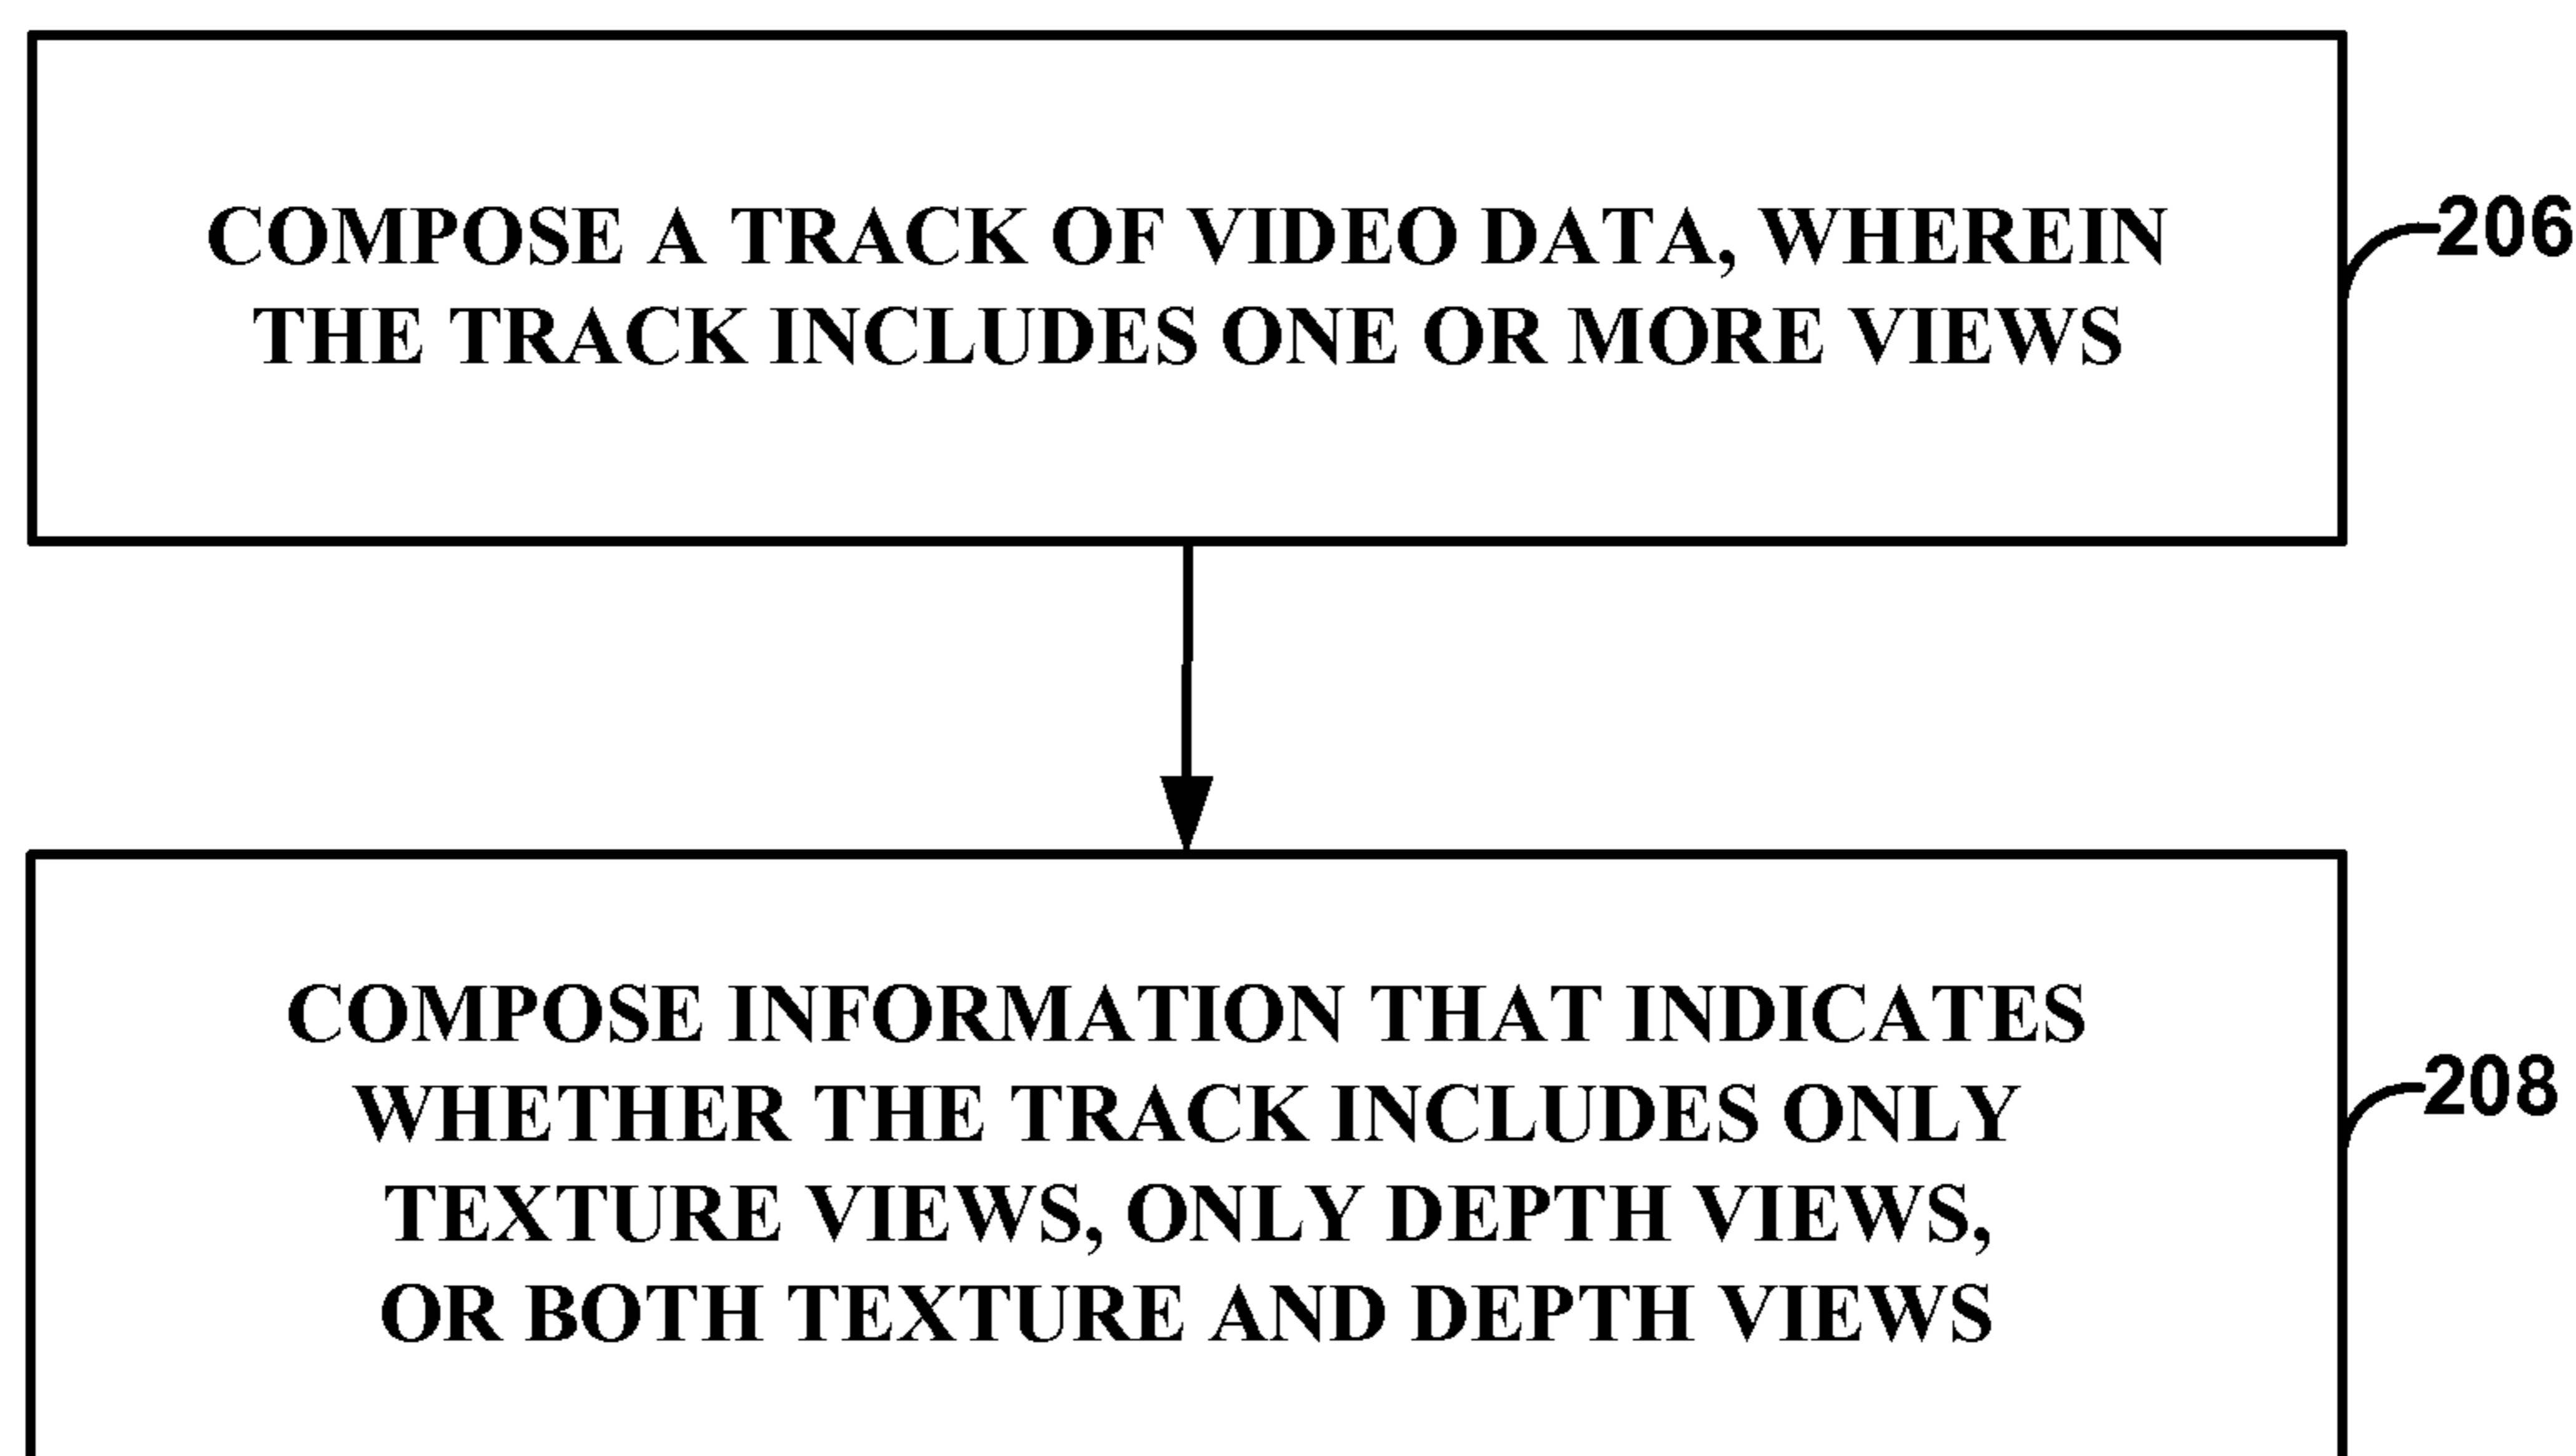 COMPOSE A TRACK OF VIDEO DATA, WHEREIN
THE TRACK INCLUDES ONE OR MORE VIEWS
206
COMPOSE INFORMATION THAT INDICATES
WHETHER THE TRACK INCLUDES ONLY
TEXTURE VIEWS, ONLY DEPTH VIEWS,
OR BOTH TEXTURE AND DEPTH VIEWS
208